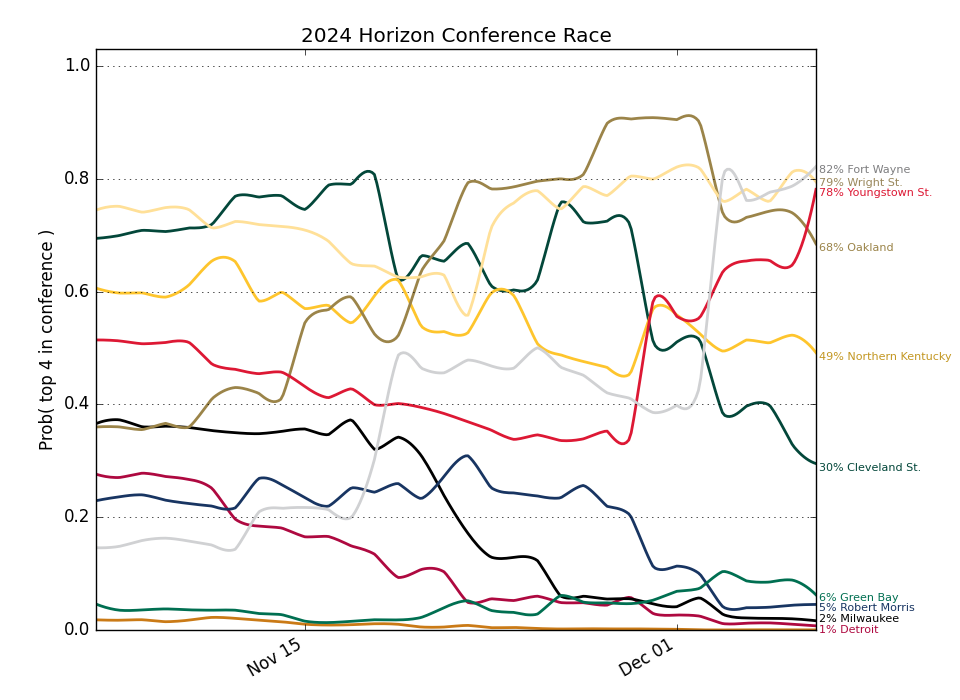 2024 Horizon Conference Race
Prob( top 4 in conference )
1.0
0.8
0.6
0.4
0.2
0.0
Nov 15
Dec 01
82% Fort Wayne
79% Wright St.
78% Youngstown St.
68% Oakland
49% Northern Kentucky
30% Cleveland St.
6% Green Bay
5% Robert Morris
2% Milwaukee
1% Detroit